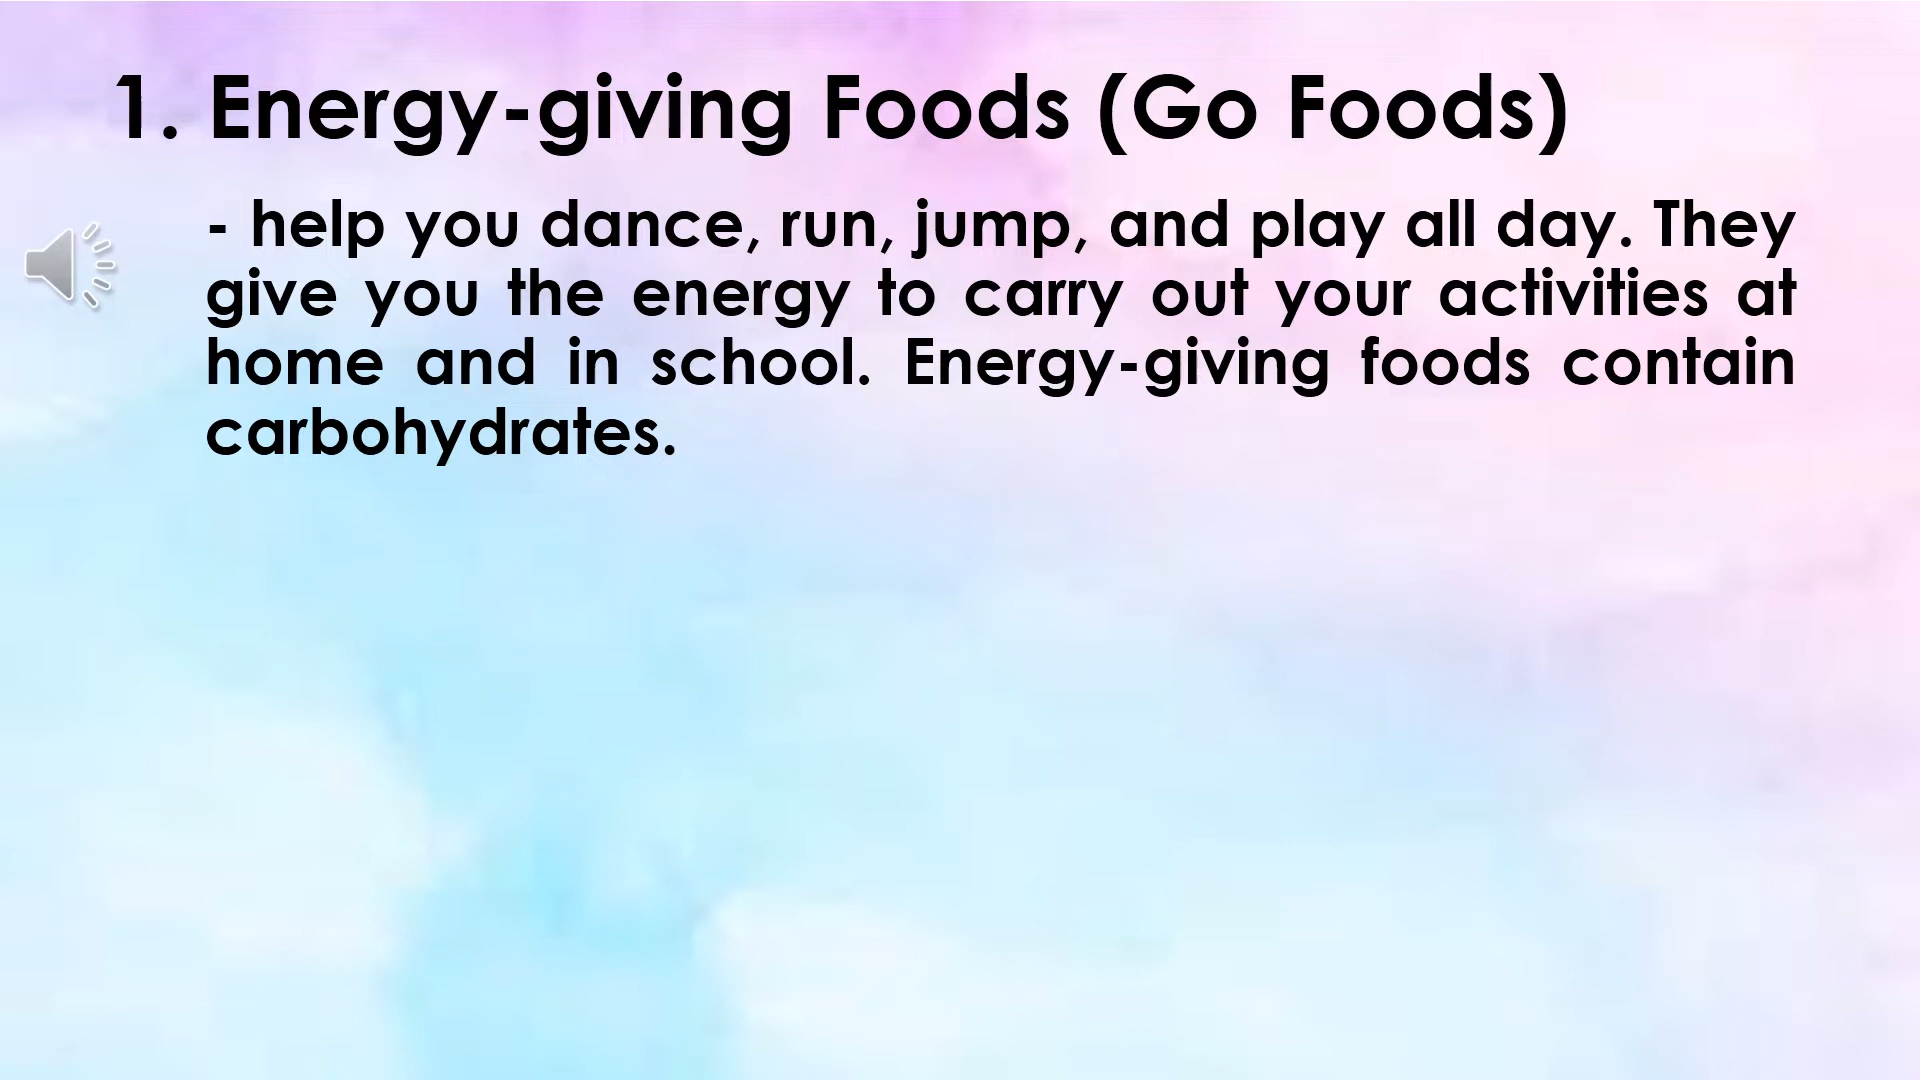 1. Energy-giving Foods (Go Foods)
- help you dance, run, jump, and play all day. They
give you the energy to carry out your activities at
home and in school. Energy-giving foods contain
carbohydrates.